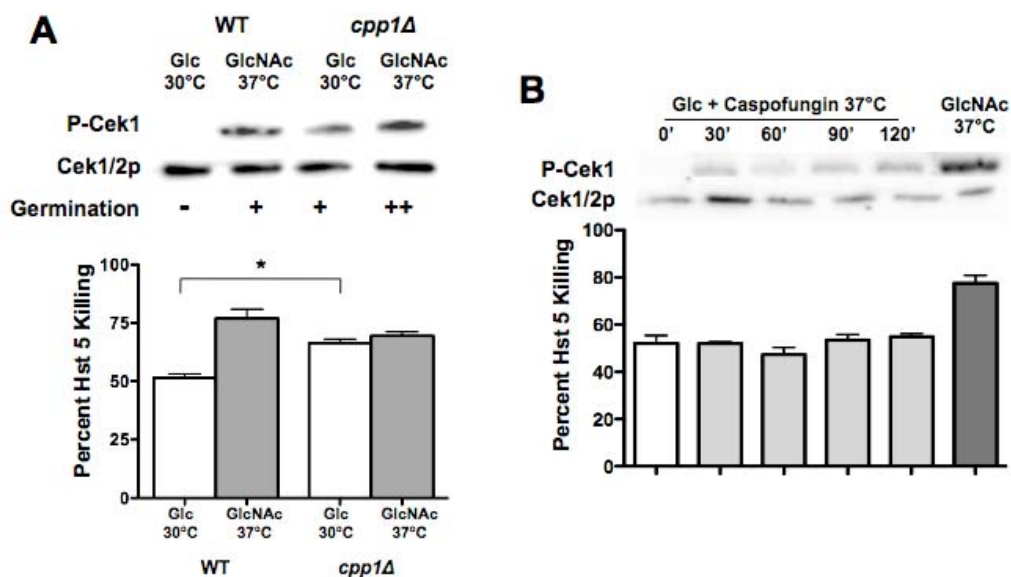 A
WT cpp1Δ
Glc GlcNAc Glc GlcNAc
30°C 37°C 30°C 37°C
P-Cek1
Cek1/2p
Germination - + + ++
*
100
75
50
25
0
Percent Hst 5 Killing
Glc GlcNAc Glc GlcNAc
30°C 37°C 30°C 37°C
WT cpp1Δ
B
Glc + Caspofungin 37°C GlcNAc
0' 30' 60' 90' 120' 37°C
P-Cek1
Cek1/2p
100
80
60
40
20
0
Percent Hst 5 Killing